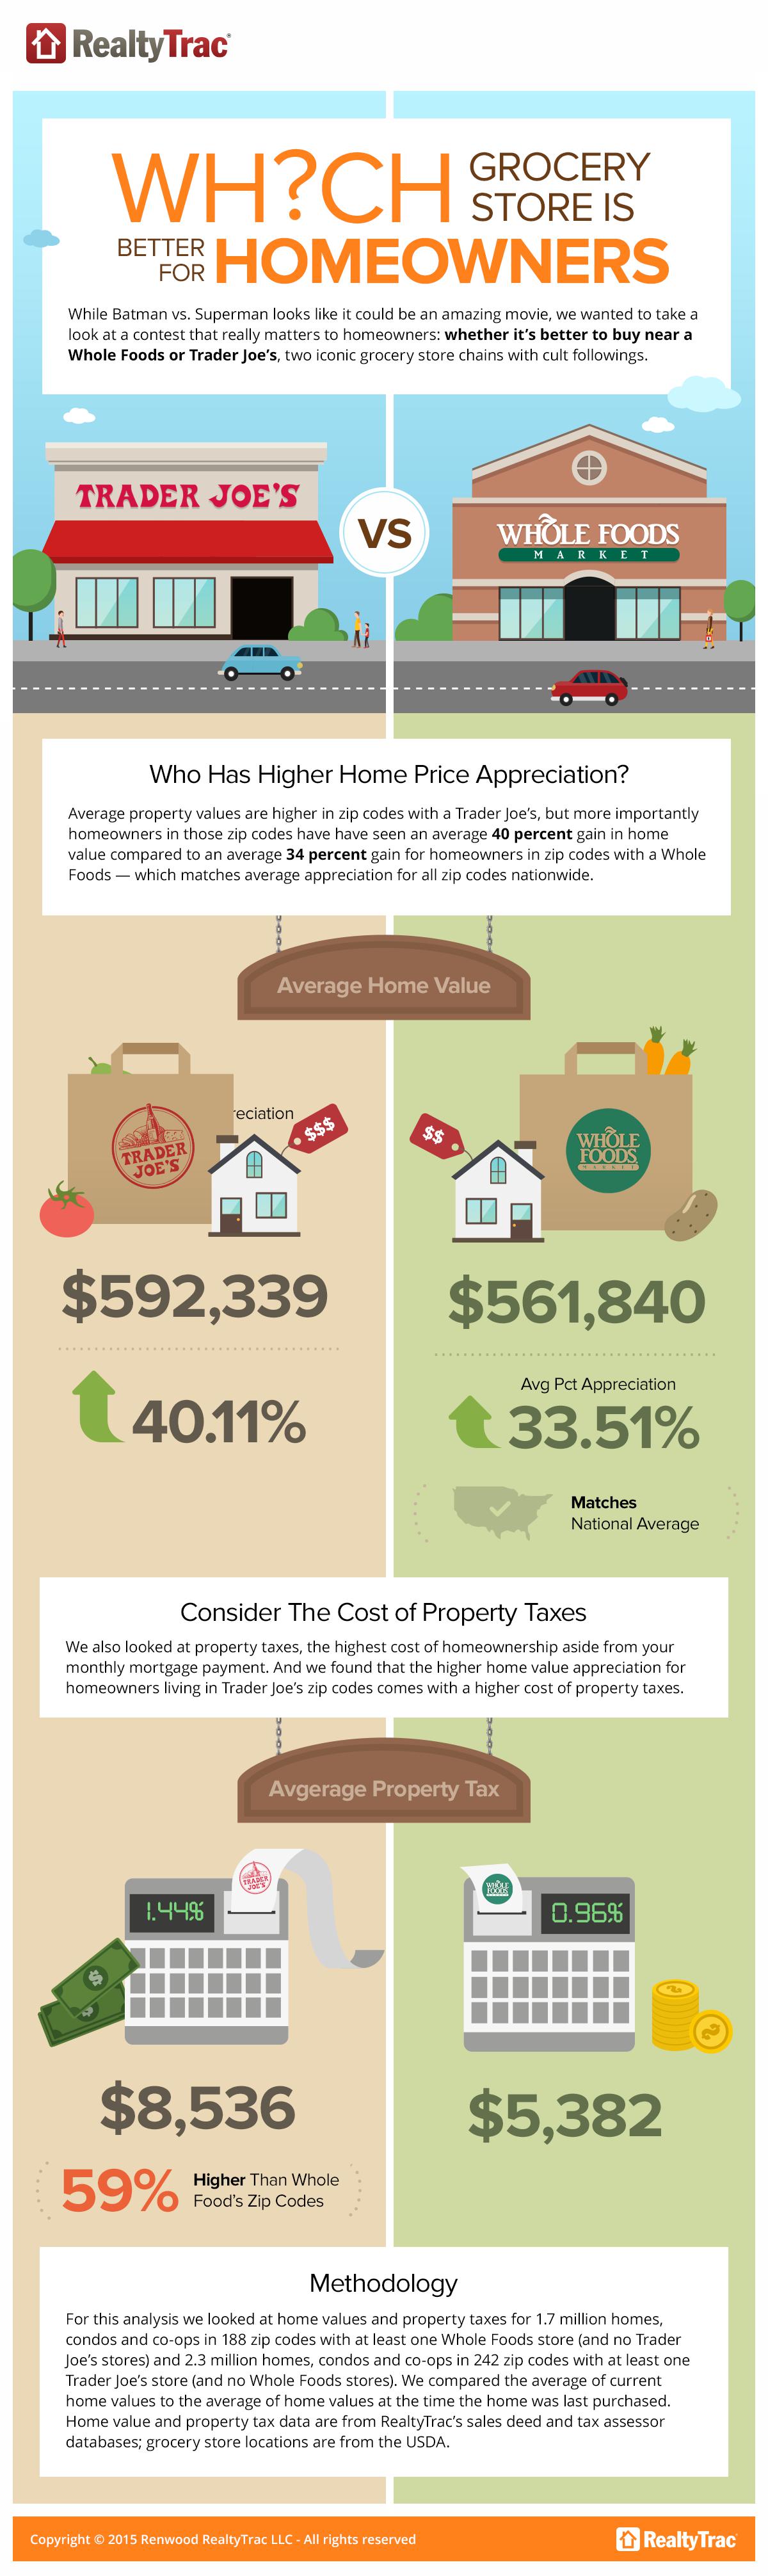 RealtyTrac
WH?CH GROCERY
STORE IS
BETTER
FOR HOMEOWNERS
While Batman vs. Superman looks like it could be an amazing movie, we wanted to take a
look at a contest that really matters to homeowners: whether it's better to buy near a
Whole Foods or Trader Joe's, two iconic grocery store chains with cult followings.
TRADER JOE'S
VS
WHOLE FOODS
MARKET
Who Has Higher Home Price Appreciation?
Average property values are higher in zip codes with a Trader Joe's, but more importantly
homeowners in those zip codes have have seen an average 40 percent gain in home
value compared to an average 34 percent gain for homeowners in zip codes with a Whole
Foods — which matches average appreciation for all zip codes nationwide.
Average Home Value
reciation
TRADER
JOE'S
$$$
$$
WHOLE
FOODS
MARKET
$592,339
$561,840
40.11%
Avg Pct Appreciation
33.51%
Matches
National Average
Consider The Cost of Property Taxes
We also looked at property taxes, the highest cost of homeownership aside from your
monthly mortgage payment. And we found that the higher home value appreciation for
homeowners living in Trader Joe's zip codes comes with a higher cost of property taxes.
Avgerage Property Tax
TRADER
JOE'S
1.44%
WHOLE
FOODS
0.96%
$8,536
$5,382
59% Higher Than Whole
Food's Zip Codes
Methodology
For this analysis we looked at home values and property taxes for 1.7 million homes,
condos and co-ops in 188 zip codes with at least one Whole Foods store (and no Trader
Joe's stores) and 2.3 million homes, condos and co-ops in 242 zip codes with at least one
Trader Joe's store (and no Whole Foods stores). We compared the average of current
home values to the average of home values at the time the home was last purchased.
Home value and property tax data are from RealtyTrac's sales deed and tax assessor
databases; grocery store locations are from the USDA.
Copyright © 2015 Renwood RealtyTrac LLC - All rights reserved
RealtyTrac